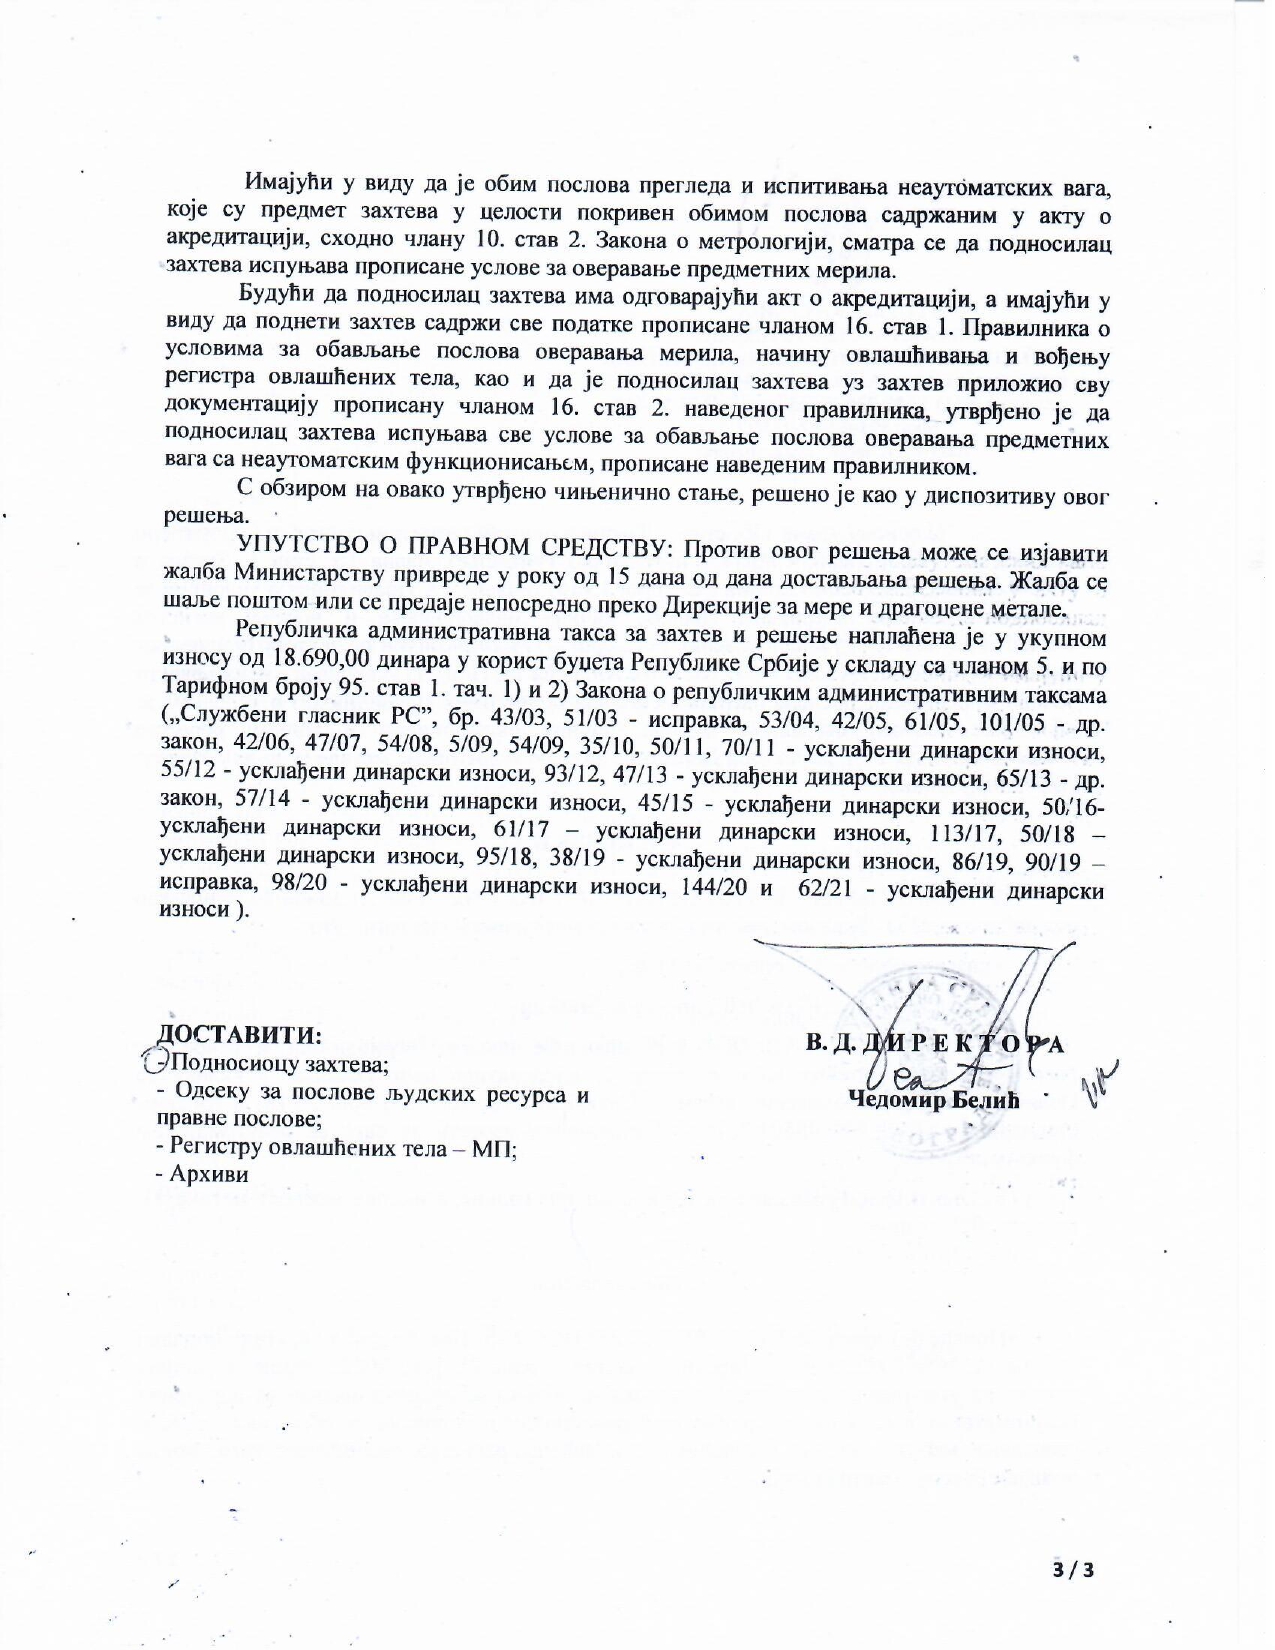 Имајући у виду да је обим послова прегледа и испитивања неаутоматских вага,
које су предмет захтева у целости покривен обимом послова садржаним у акту о
акредитацији, сходно члану 10. став 2. Закона о метрологији, сматра се да подносилац
захтева испуњава прописане услове за оверавање предметних мерила.
Будући да подносилац захтева има одговарајући акт о акредитацији, а имајући у
виду да поднети захтев садржи све податке прописане чланом 16. став 1. Правилника о
условима за обављање послова оверавања мерила, начину овлашћивања и вођењу
регистра овлашћених тела, као и да је подносилац захтева уз захтев приложио сву
документацију прописану чланом 16. став 2. наведеног правилника, утврђено је да
подносилац захтева испуњава све услове за обављање послова оверавања предметних
вага са неаутоматским функционисањем, прописане наведеним правилником.
С обзиром на овако утврђено чињенично стање, решено је као у диспозитиву овог
решења.
УПУТСТВО О ПРАВНОМ СРЕДСТВУ: Против овог решења може се изјавити
жалба Министарству привреде у року од 15 дана од дана достављања решења. Жалба се
шаље поштом или се предаје непосредно преко Дирекције за мере и драгоцене метале.
Републичка административна такса за захтев и решење наплаћена је у укупном
износу од 18.690,00 динара у корист буџета Републике Србије у складу са чланом 5. и по
Тарифном броју 95. став 1. тач. 1) и 2) Закона о републичким административним таксама
(„Службени гласник РС”, бр. 43/03, 51/03 - исправка, 53/04, 42/05, 61/05, 101/05 - др.
закон, 42/06, 47/07, 54/08, 5/09, 54/09, 35/10, 50/11, 70/11 - усклађени динарски износи,
55/12 - усклађени динарски износи, 93/12, 47/13 - усклађени динарски износи, 65/13 - др.
закон, 57/14 - усклађени динарски износи, 45/15 - усклађени динарски износи, 50/16-
усклађени динарски износи, 61/17 – усклађени динарски износи, 113/17, 50/18 –
усклађени динарски износи, 95/18, 38/19 - усклађени динарски износи, 86/19, 90/19 –
исправка, 98/20 - усклађени динарски износи, 144/20 и 62/21 - усклађени динарски
износи ).
ДОСТАВИТИ:
- Подносиоцу захтева;
- Одсеку за послове људских ресурса и
правне послове;
- Регистру овлашћених тела – МП;
- Архиви
В. Д. Д И Р Е К Т О Р А
Чедомир Белић
3 / 3